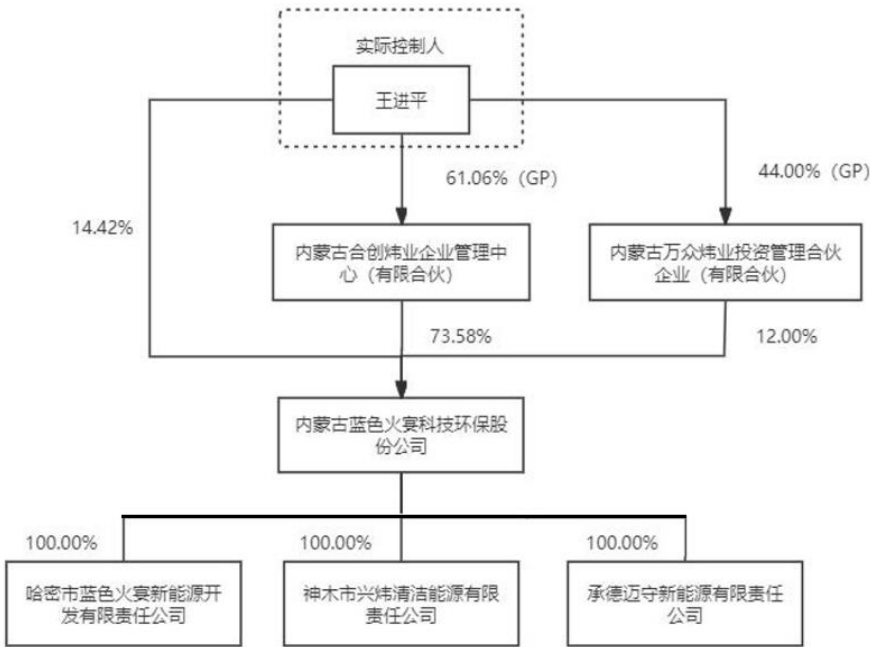 实际控制人
王进平
61.06%（GP）
44.00%（GP）
14.42%
内蒙古合创炜业企业管理中
心（有限合伙）
内蒙古万众炜业投资管理合伙
企业（有限合伙）
73.58%
12.00%
内蒙古蓝色火宴科技环保股
份公司
100.00%
100.00%
100.00%
哈密市蓝色火宴新能源开
发有限责任公司
神木市兴炜清洁能源有限
责任公司
承德迈守新能源有限责任
公司